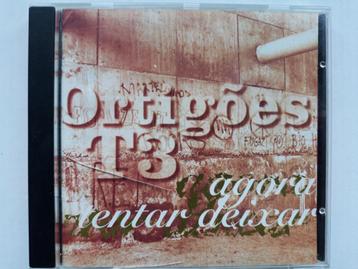 Ortigões
T3
agora
tentar deixar